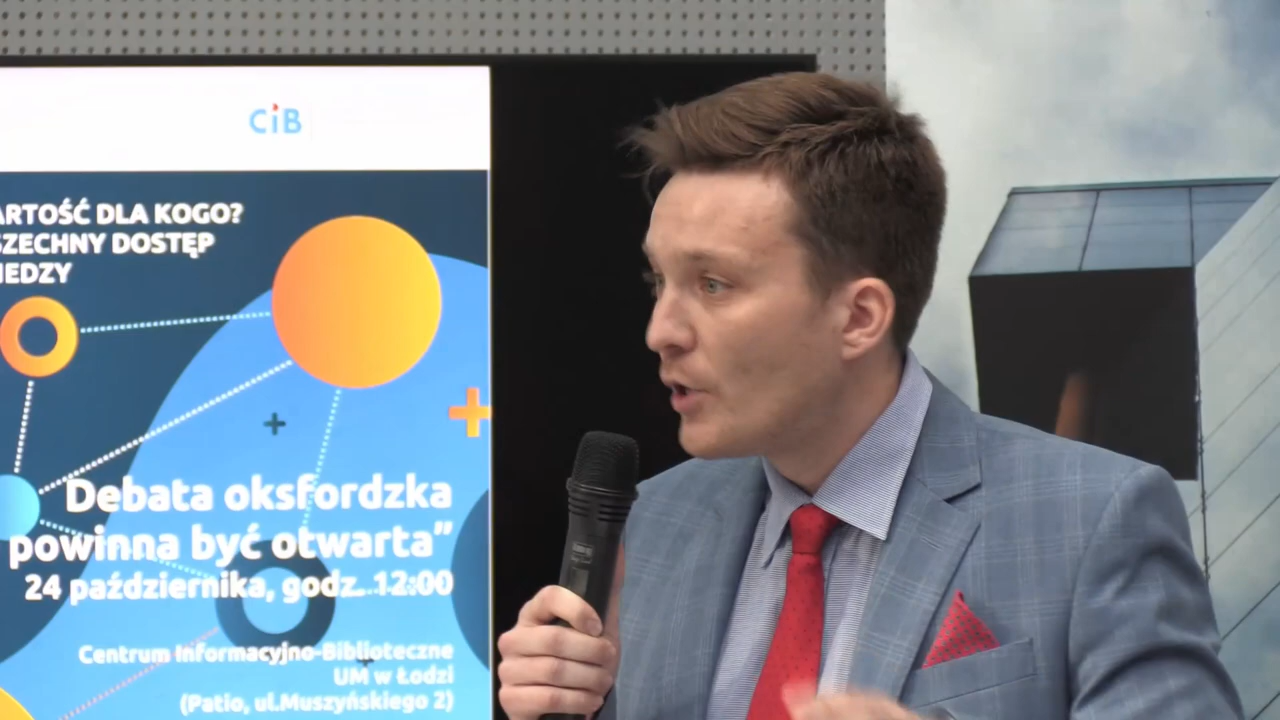 CiB
ARTOŚĆ DLA KOGO?
SZECHNY DOSTĘP
IEDZY
Debata oksfordzka
powinna być otwarta”
24 października, godz. 12:00
Centrum Informacyjno-Biblioteczne
UM w Łodzi
(Patio, ul.Muszyńskiego 2)